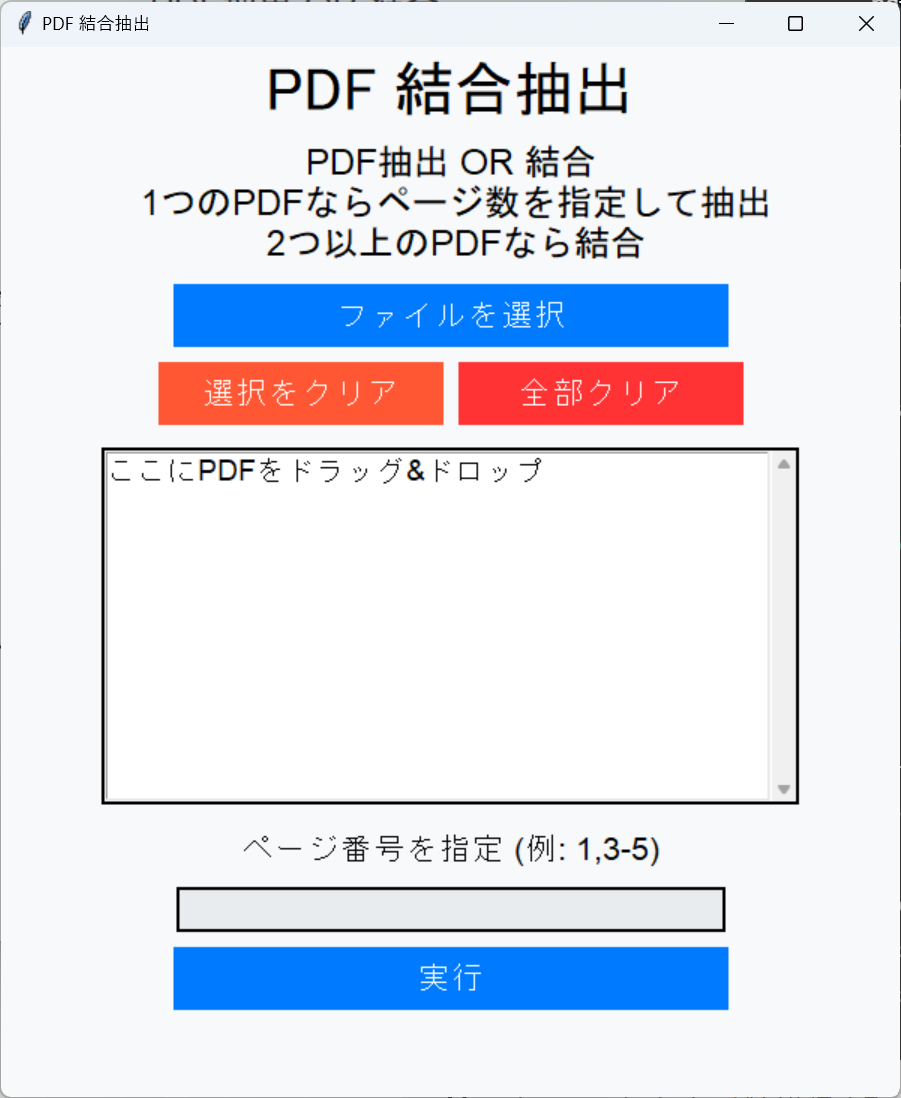 PDF 結合抽出
PDF 結合抽出
PDF抽出 OR 結合
1つのPDFならページ数を指定して抽出
2つ以上のPDFなら結合
ファイルを選択
選択をクリア
全部クリア
ここにPDFをドラッグ&ドロップ
ページ番号を指定 (例: 1,3-5)
実行